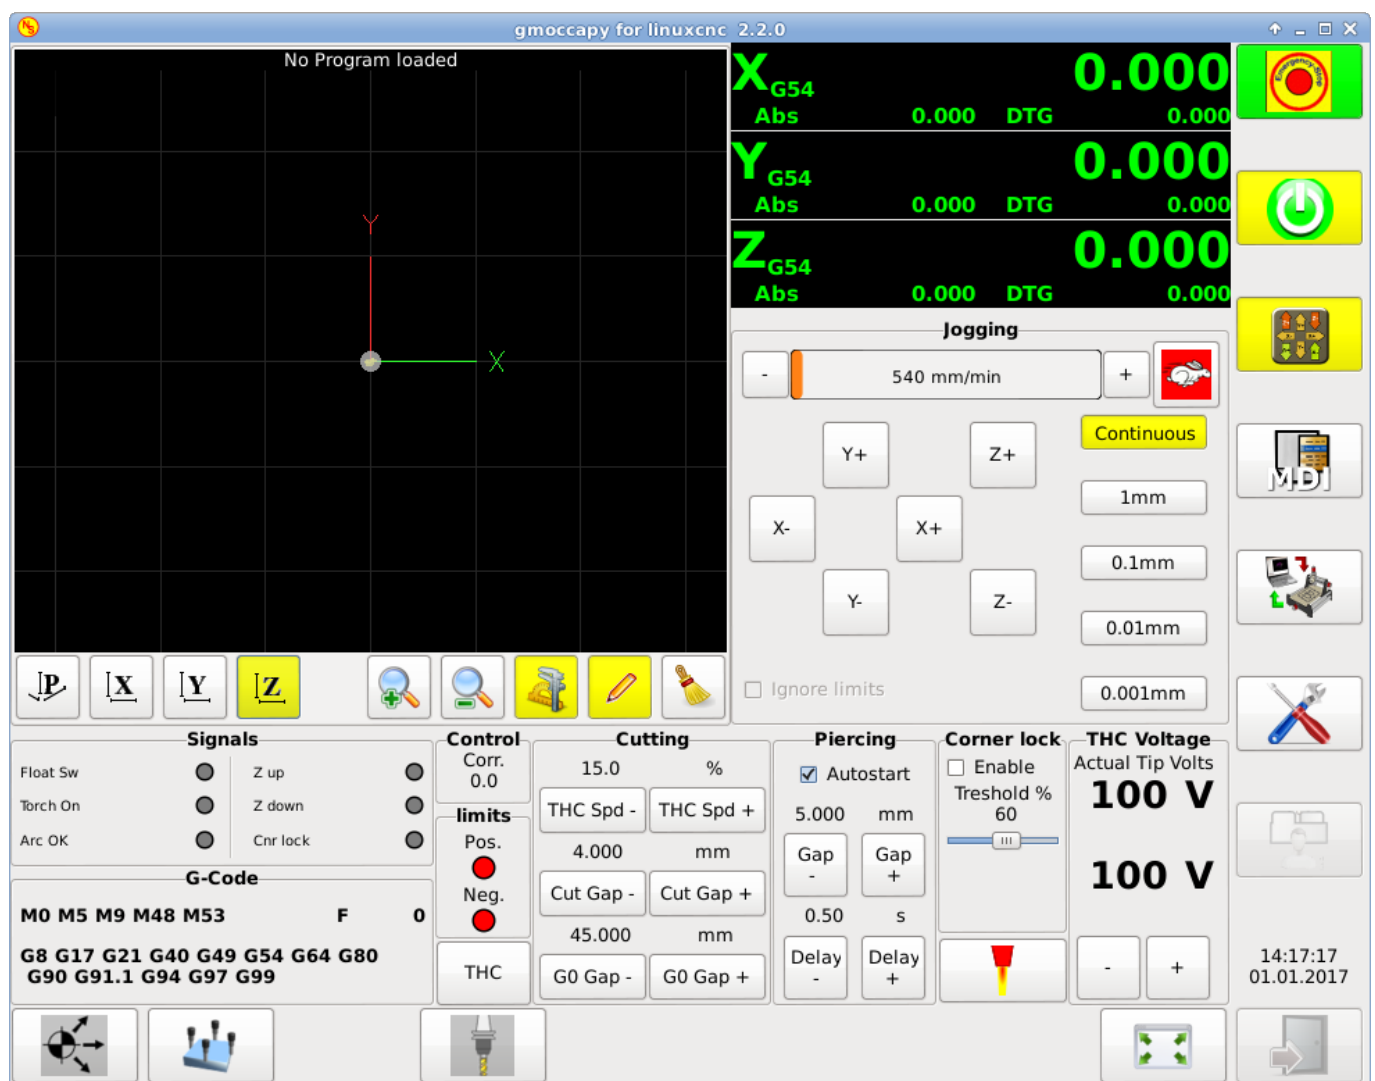 gmoccapy for linuxcnc 2.2.0
No Program loaded
Y
X
X G54 0.000
Abs 0.000 DTG 0.000
Y G54 0.000
Abs 0.000 DTG 0.000
Z G54 0.000
Abs 0.000 DTG 0.000
Emergency-Stop
Jogging
- 540 mm/min +
Continuous
Y+ Z+
1mm
X- X+
0.1mm
Y- Z-
0.01mm
Ignore limits
0.001mm
MDI
P X Y Z
Signals
Float Sw Z up
Torch On Z down
Arc OK Cnr lock
G-Code
M0 M5 M9 M48 M53 F 0
G8 G17 G21 G40 G49 G54 G64 G80
G90 G91.1 G94 G97 G99
Control
Corr.
0.0
limits
Pos.
Neg.
THC
Cutting
15.0 %
THC Spd - THC Spd +
4.000 mm
Cut Gap - Cut Gap +
45.000 mm
G0 Gap - G0 Gap +
Piercing
Autostart
5.000 mm
Gap - Gap +
0.50 s
Delay - Delay +
Corner lock
Enable
Treshold %
60
THC Voltage
Actual Tip Volts
100 V
100 V
- +
14:17:17
01.01.2017